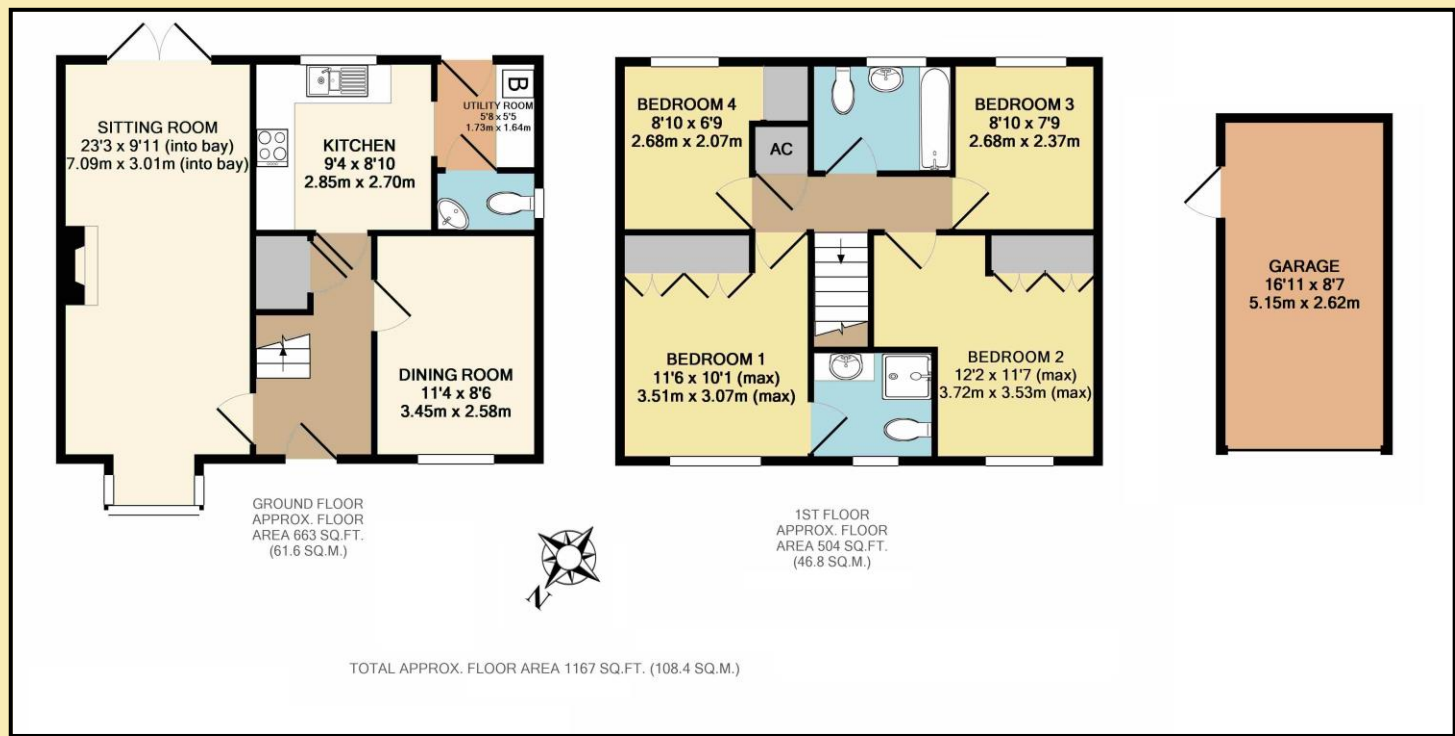 SITTING ROOM
23'3 x 9'11 (into bay)
7.09m x 3.01m (into bay)
KITCHEN
9'4 x 8'10
2.85m x 2.70m
B
UTILITY ROOM
5'8 x 5'5
1.73m x 1.64m
DINING ROOM
11'4 x 8'6
3.45m x 2.58m
GROUND FLOOR
APPROX. FLOOR
AREA 663 SQ.FT.
(61.6 SQ.M.)
BEDROOM 4
8'10 x 6'9
2.68m x 2.07m
AC
BEDROOM 3
8'10 x 7'9
2.68m x 2.37m
BEDROOM 1
11'6 x 10'1 (max)
3.51m x 3.07m (max)
BEDROOM 2
12'2 x 11'7 (max)
3.72m x 3.53m (max)
1ST FLOOR
APPROX. FLOOR
AREA 504 SQ.FT.
(46.8 SQ.M.)
GARAGE
16'11 x 8'7
5.15m x 2.62m
N
TOTAL APPROX. FLOOR AREA 1167 SQ.FT. (108.4 SQ.M.)